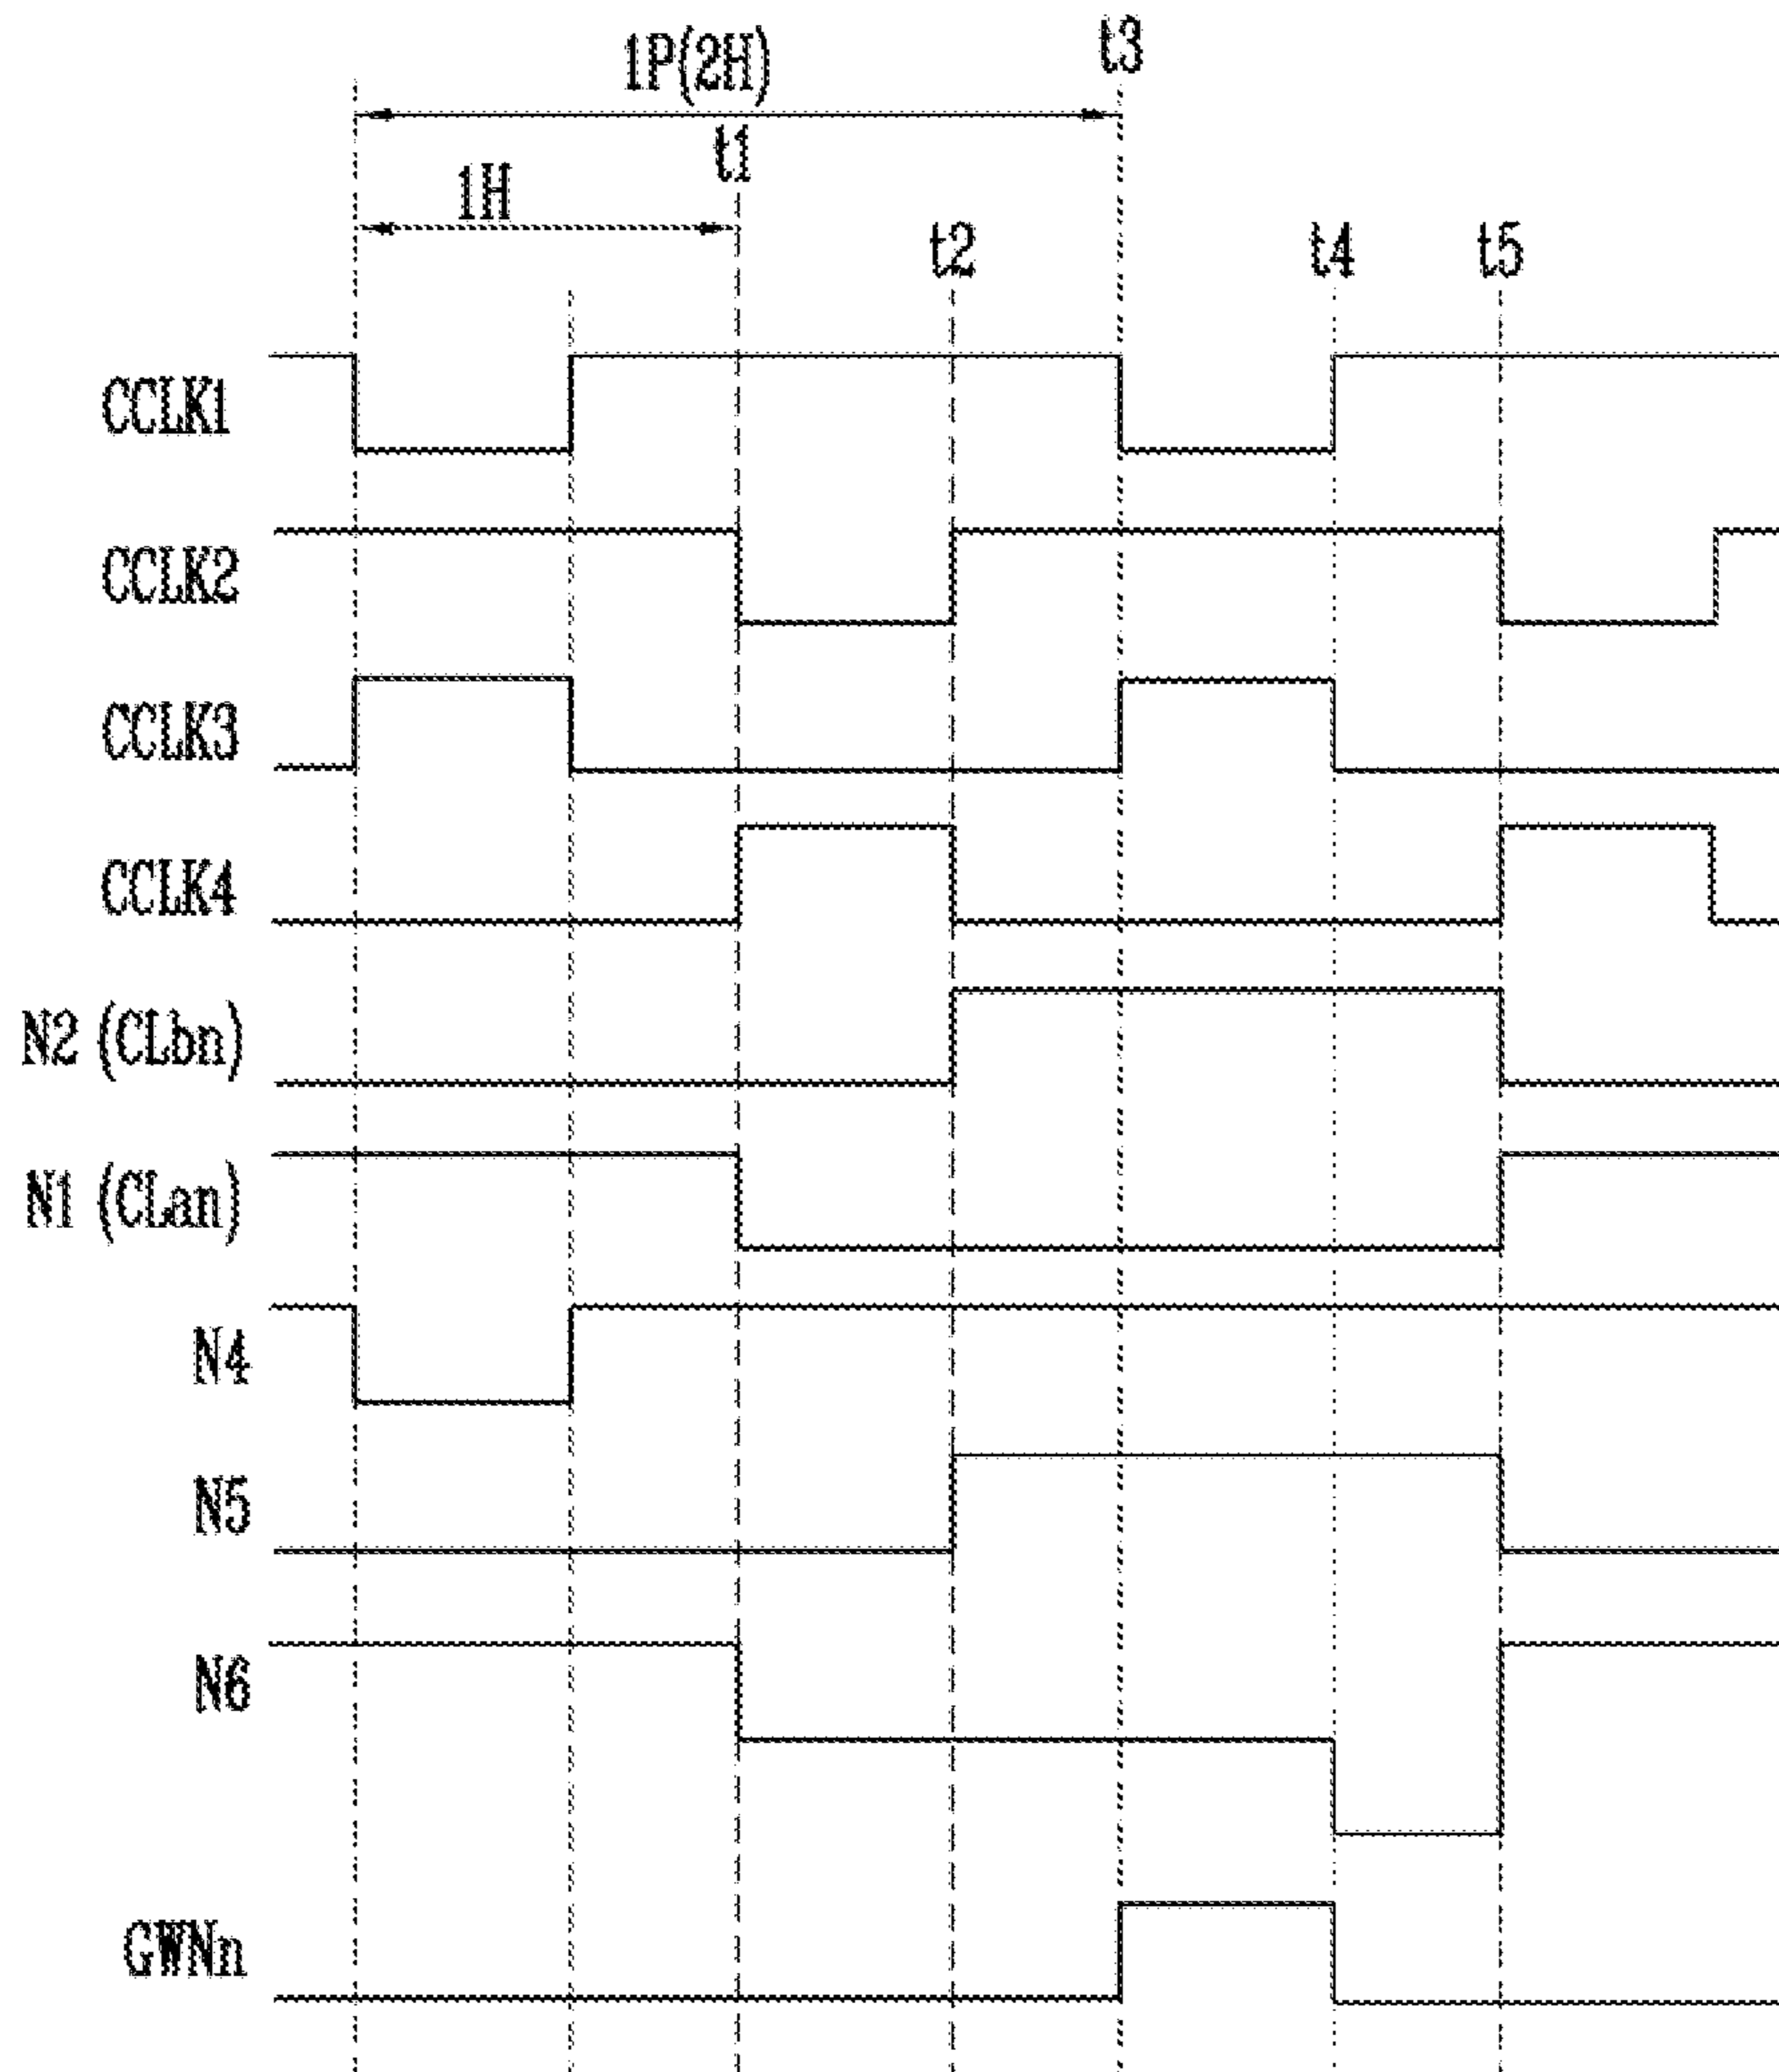 1P(2H)
t3
t1
1H
t2
t4
t5
CCLK1
CCLK2
CCLK3
CCLK4
N2 (CLbn)
N1 (CLan)
N4
N5
N6
GWNn